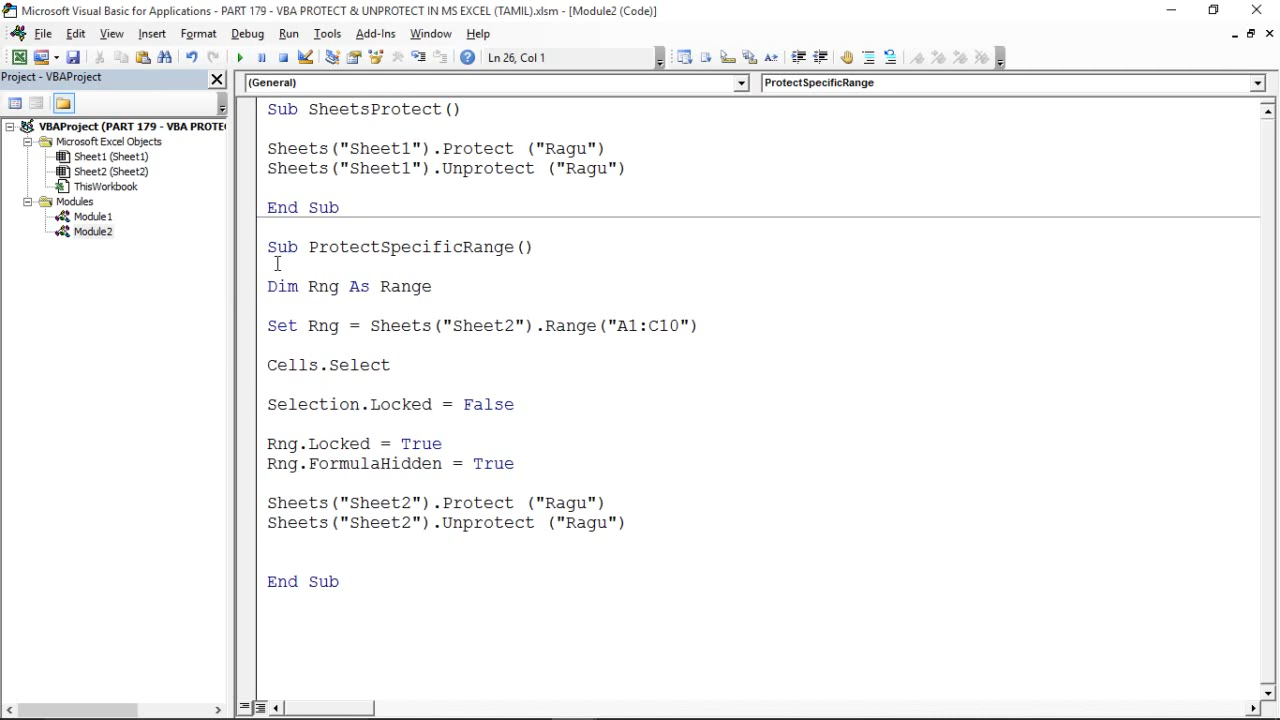 Microsoft Visual Basic for Applications - PART 179 - VBA PROTECT & UNPROTECT IN MS EXCEL (TAMIL).xlsm - [Module2 (Code)]
File Edit View Insert Format Debug Run Tools Add-Ins Window Help
Ln 26, Col 1
Project - VBAProject
(General)
ProtectSpecificRange
VBAProject (PART 179 - VBA PROTE
Microsoft Excel Objects
Sheet1 (Sheet1)
Sheet2 (Sheet2)
ThisWorkbook
Modules
Module1
Module2
Sub SheetsProtect()
Sheets("Sheet1").Protect ("Ragu")
Sheets("Sheet1").Unprotect ("Ragu")
End Sub
Sub ProtectSpecificRange()
Dim Rng As Range
Set Rng = Sheets("Sheet2").Range("A1:C10")
Cells.Select
Selection.Locked = False
Rng.Locked = True
Rng.FormulaHidden = True
Sheets("Sheet2").Protect ("Ragu")
Sheets("Sheet2").Unprotect ("Ragu")
End Sub